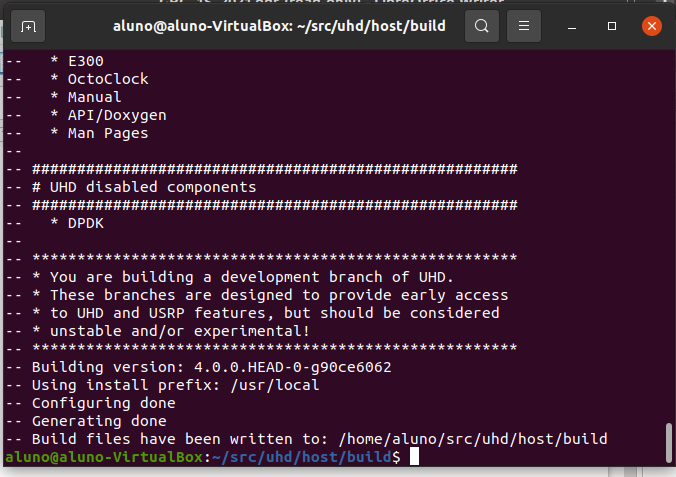 aluno@aluno-VirtualBox: ~/src/uhd/host/build
--   * E300
--   * OctoClock
--   * Manual
--   * API/Doxygen
--   * Man Pages
--
-- ######################################################
-- # UHD disabled components
-- ######################################################
--   * DPDK
--
-- ******************************************************
-- * You are building a development branch of UHD.
-- * These branches are designed to provide early access
-- * to UHD and USRP features, but should be considered
-- * unstable and/or experimental!
-- ******************************************************
-- Building version: 4.0.0.HEAD-0-g90ce6062
-- Using install prefix: /usr/local
-- Configuring done
-- Generating done
-- Build files have been written to: /home/aluno/src/uhd/host/build
aluno@aluno-VirtualBox:~/src/uhd/host/build$